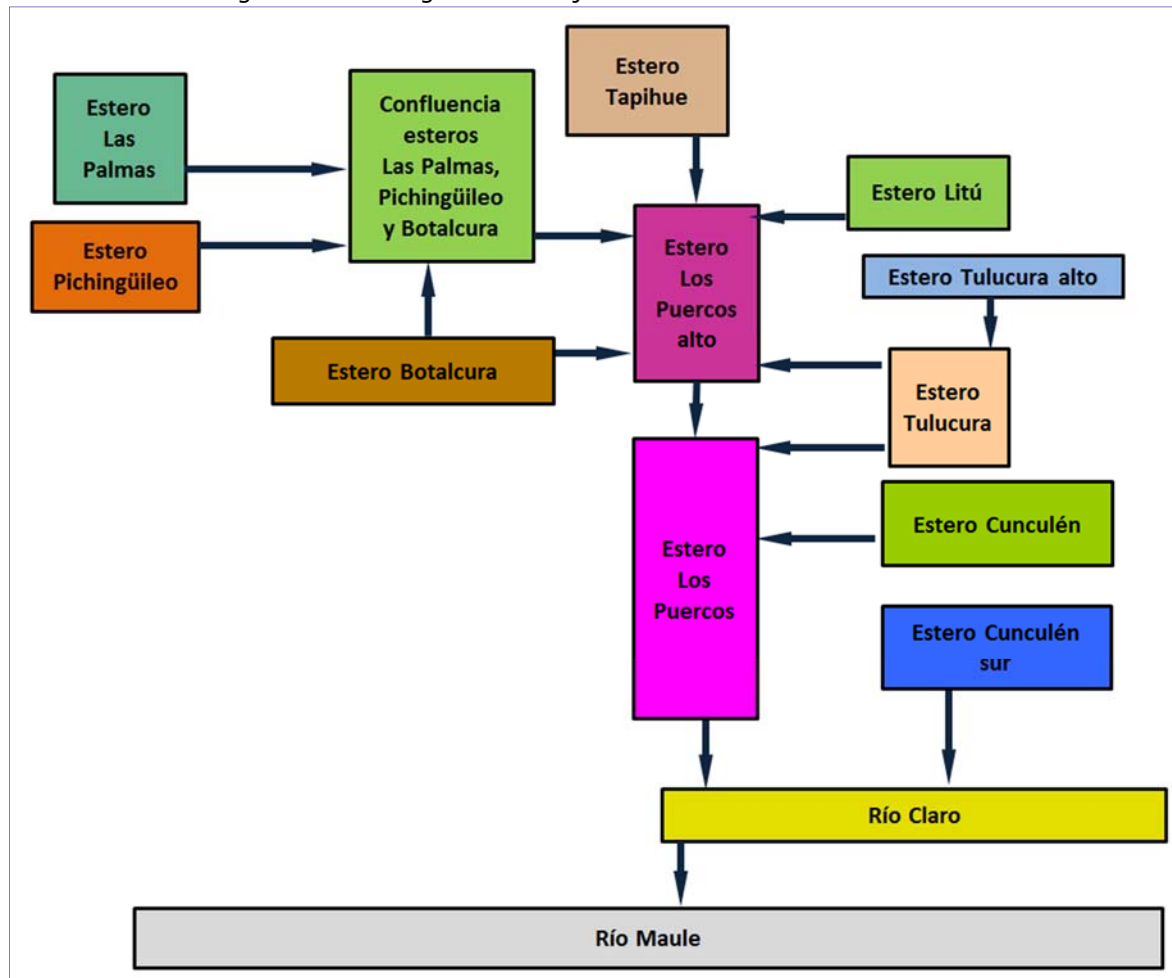 Estero
Tapihue
Estero
Las
Palmas
Confluencia
esteros
Las Palmas,
Pichingüileo
y Botalcura
Estero Litú
Estero
Pichingüileo
Estero
Los
Puercos
alto
Estero Tulucura alto
Estero Botalcura
Estero
Tulucura
Estero Cunculén
Estero
Los
Puercos
Estero Cunculén
sur
Río Claro
Río Maule